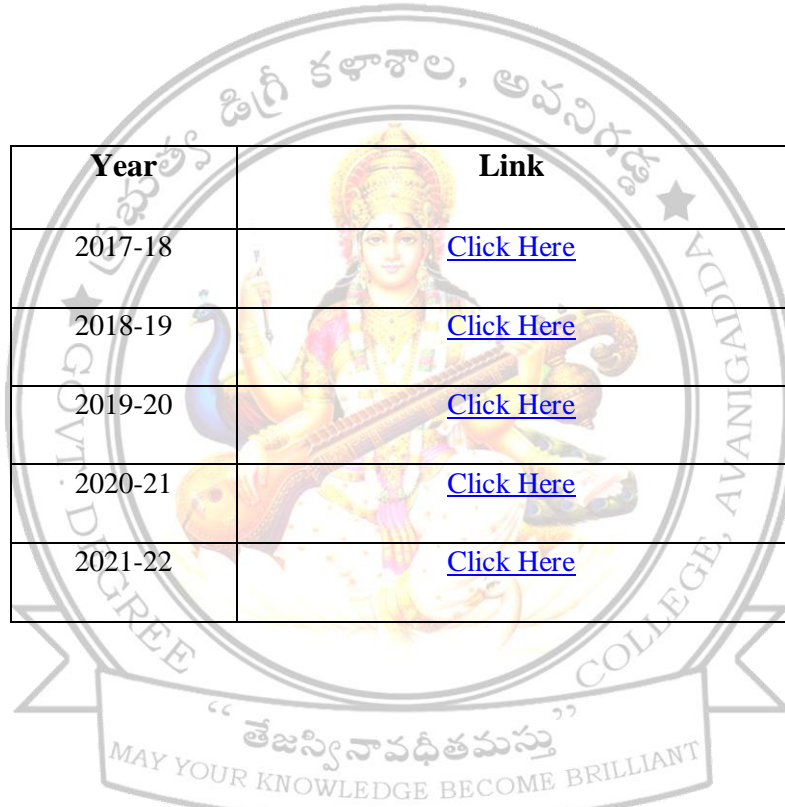 ప్రభుత్వ డిగ్రీ కళాశాల, అవనిగడ్డ
Year Link
2017-18 Click Here
2018-19 Click Here
2019-20 Click Here
2020-21 Click Here
2021-22 Click Here
GOVT. DEGREE COLLEGE, AVANIGADDA
“ తేజస్వినావధీతమస్తు ”
MAY YOUR KNOWLEDGE BECOME BRILLIANT